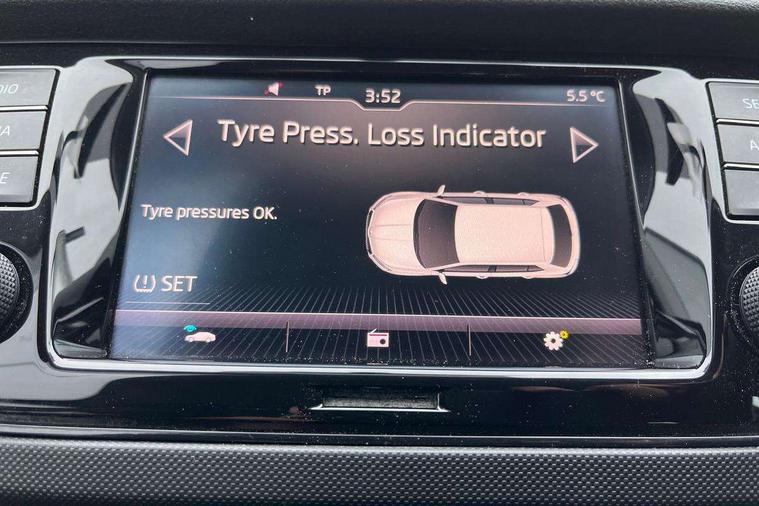 TP 3:52 5.5°C
Tyre Press. Loss Indicator
Tyre pressures OK.
(!) SET